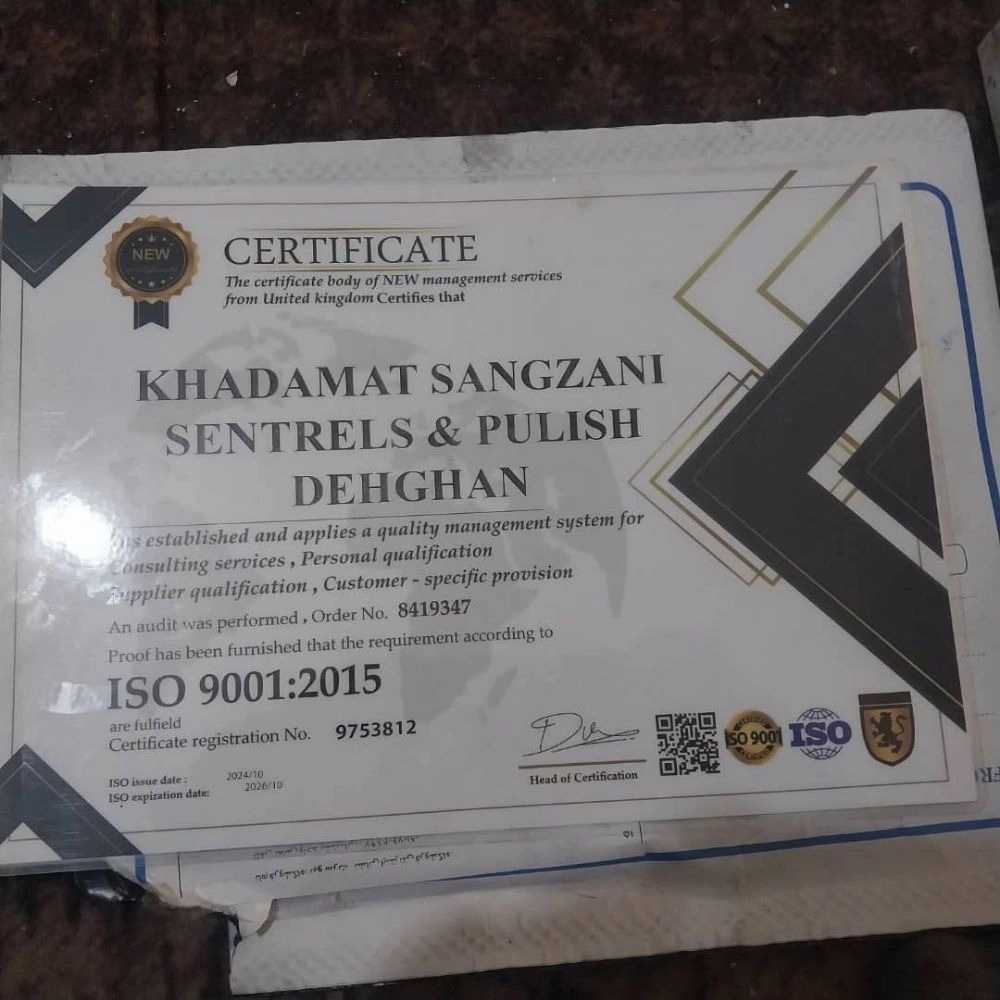 NEW
CERTIFICATE
The certificate body of NEW management services
from United kingdom Certifies that
KHADAMAT SANGZANI
SENTRELS & PULISH
DEHGHAN
established and applies a quality management system for
Consulting services , Personal qualification
Supplier qualification , Customer - specific provision
An audit was performed , Order No. 8419347
Proof has been furnished that the requirement according to
ISO 9001:2015
are fulfield
Certificate registration No. 9753812
ISO issue date : 2024/10
ISO expiration date: 2026/10
Head of Certification
ISO 9001
ISO